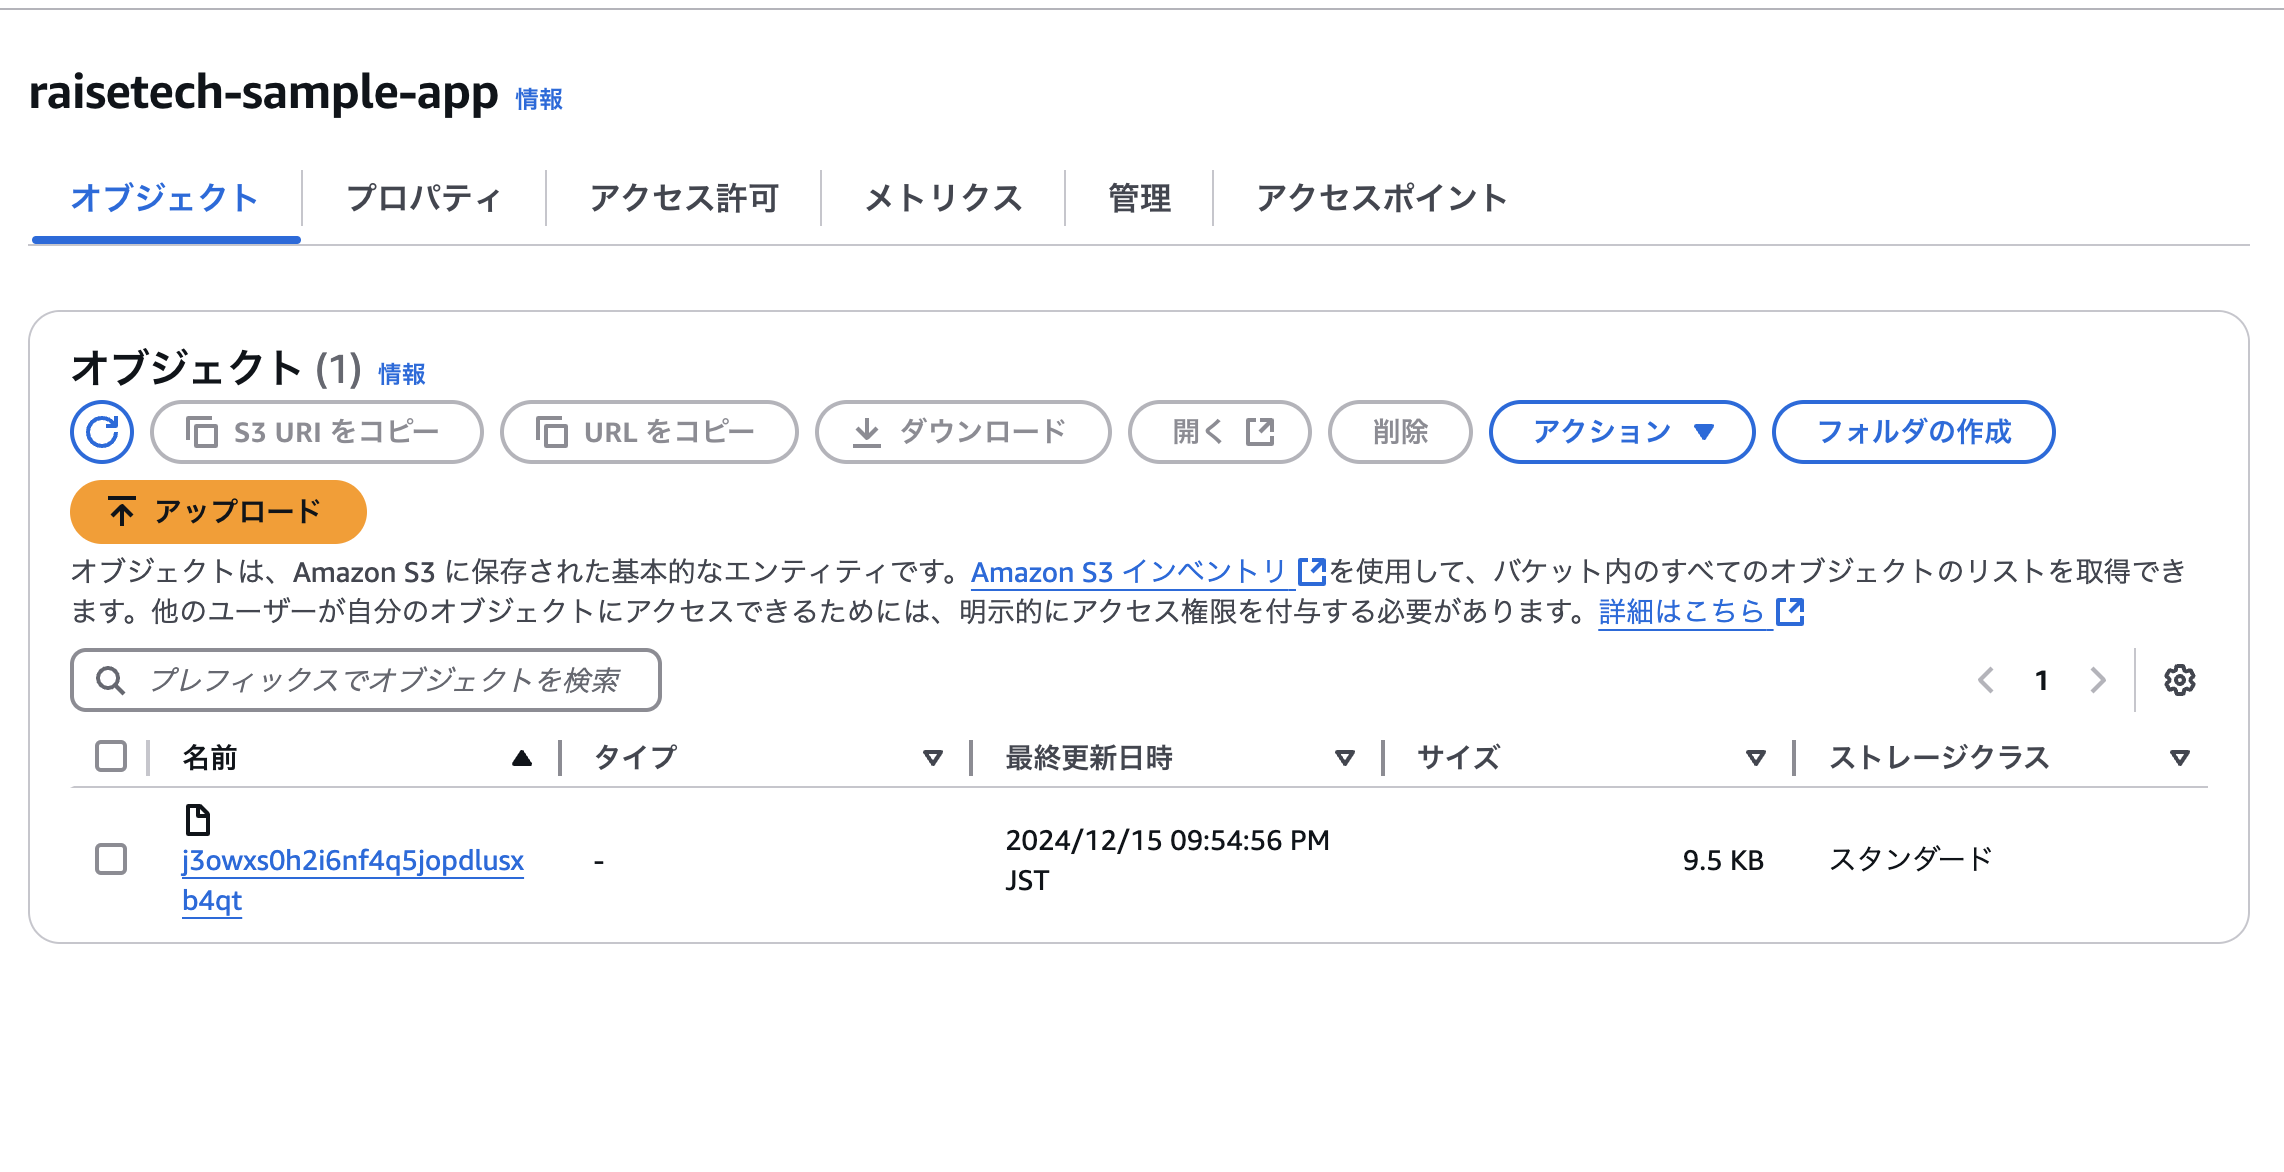 raisetech-sample-app 情報
オブジェクト プロパティ アクセス許可 メトリクス 管理 アクセスポイント
オブジェクト (1) 情報
S3 URI をコピー URL をコピー ダウンロード 開く 削除 アクション フォルダの作成
アップロード
オブジェクトは、Amazon S3 に保存された基本的なエンティティです。Amazon S3 インベントリ を使用して、バケット内のすべてのオブジェクトのリストを取得でき
ます。他のユーザーが自分のオブジェクトにアクセスできるためには、明示的にアクセス権限を付与する必要があります。詳細はこちら
プレフィックスでオブジェクトを検索 1
名前 タイプ 最終更新日時 サイズ ストレージクラス
j3owxs0h2i6nf4q5jopdlusx
b4qt
-
2024/12/15 09:54:56 PM
JST
9.5 KB スタンダード